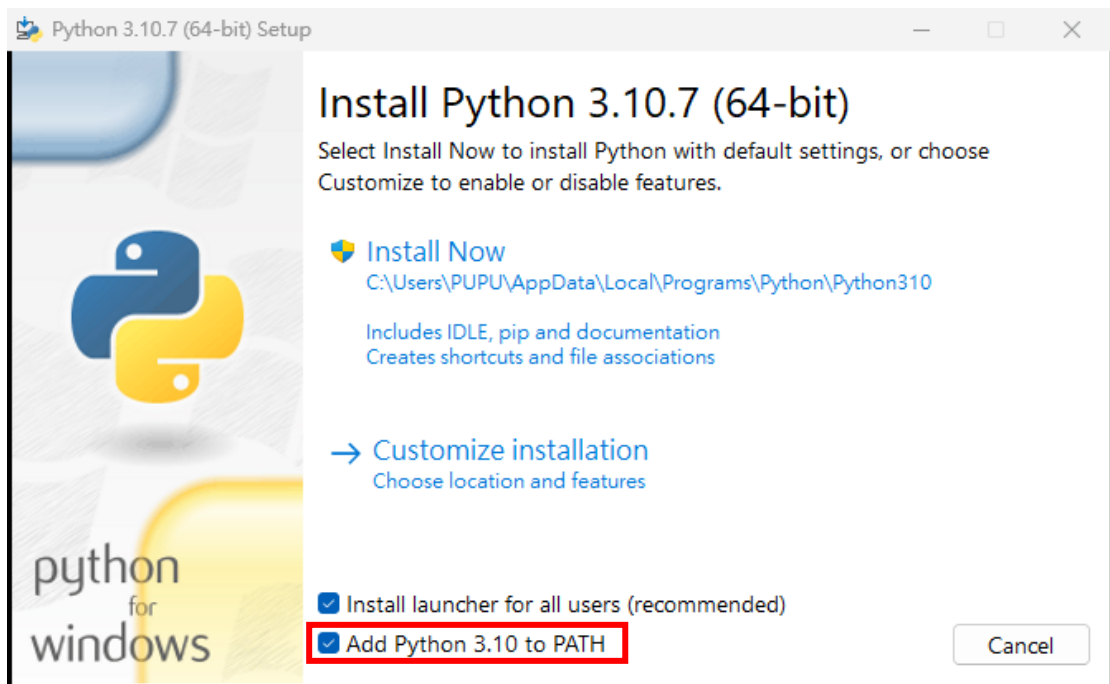 Python 3.10.7 (64-bit) Setup
Install Python 3.10.7 (64-bit)
Select Install Now to install Python with default settings, or choose
Customize to enable or disable features.
Install Now
C:\Users\PUPU\AppData\Local\Programs\Python\Python310
Includes IDLE, pip and documentation
Creates shortcuts and file associations
Customize installation
Choose location and features
python
for
windows
Install launcher for all users (recommended)
Add Python 3.10 to PATH
Cancel